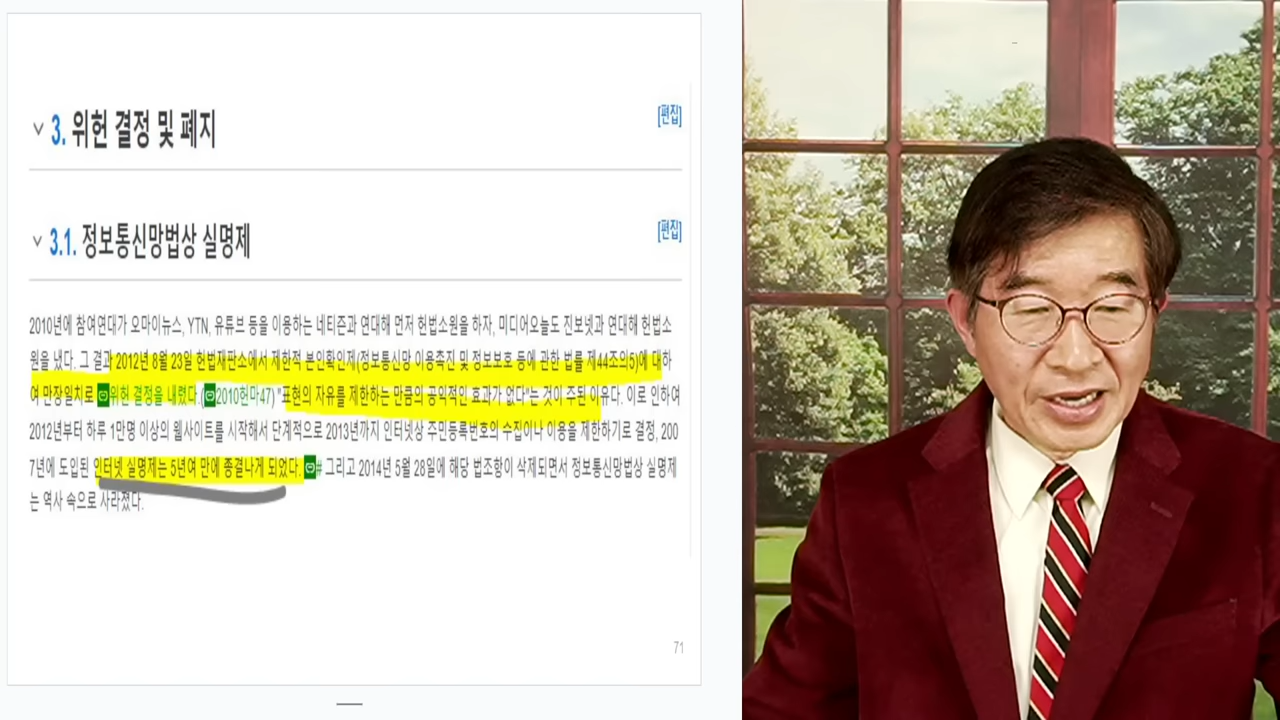 3. 위헌 결정 및 폐지
[편집]
3.1. 정보통신망법상 실명제
[편집]
2010년에 참여연대가 오마이뉴스, YTN, 유튜브 등을 이용하는 네티즌과 연대해 먼저 헌법소원을 하자, 미디어오늘도 진보넷과 연대해 헌법소
원을 냈다. 그 결과 2012년 8월 23일 헌법재판소에서 제한적 본인확인제(정보통신망 이용촉진 및 정보보호 등에 관한 법률 제44조의5)에 대하
여 만장일치로 위헌 결정을 내렸다.(2010헌마47) "표현의 자유를 제한하는 만큼의 공익적인 효과가 없다"는 것이 주된 이유다. 이로 인하여
2012년부터 하루 1만명 이상의 웹사이트를 시작해서 단계적으로 2013년까지 인터넷상 주민등록번호의 수집이나 이용을 제한하기로 결정, 200
7년에 도입된 인터넷 실명제는 5년여 만에 종결나게 되었다. # 그리고 2014년 5월 28일에 해당 법조항이 삭제되면서 정보통신망법상 실명제
는 역사 속으로 사라졌다.
71